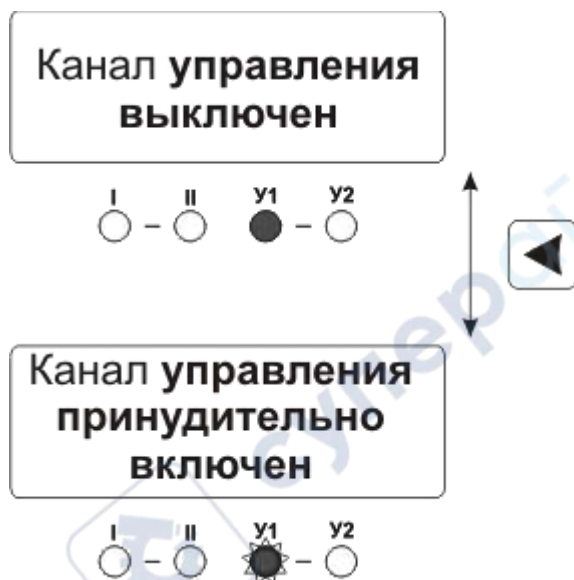 Канал управления
выключен
I II У1 У2
Канал управления
принудительно
включен
I II У1 У2